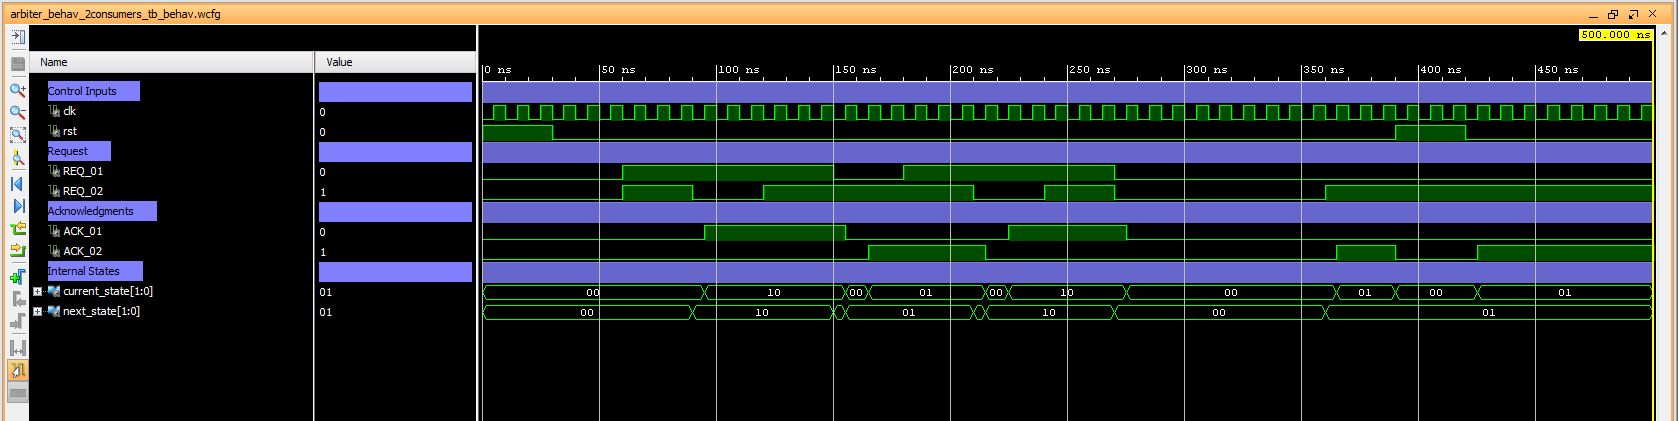 arbiter_behav_2consumers_tb_behav.wcfg
500.000 ns
Name Value
0 ns 50 ns 100 ns 150 ns 200 ns 250 ns 300 ns 350 ns 400 ns 450 ns
Control Inputs
clk 0
rst 0
Request
REQ_01 0
REQ_02 1
Acknowledgments
ACK_01 0
ACK_02 1
Internal States
current_state[1:0] 01 00 10 00 01 00 10 00 01 00 01
next_state[1:0] 01 00 10 01 10 00 01